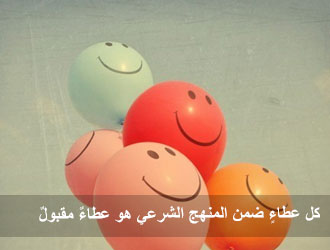 كل عطاءٍ ضمن المنهج الشرعي هو عطاءً مقبولٌ